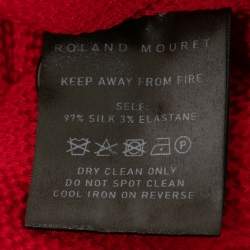 ROLAND MOURET
KEEP AWAY FROM FIRE
SELF:
97% SILK 3% ELASTANE
DRY CLEAN ONLY
DO NOT SPOT CLEAN
COOL IRON ON REVERSE